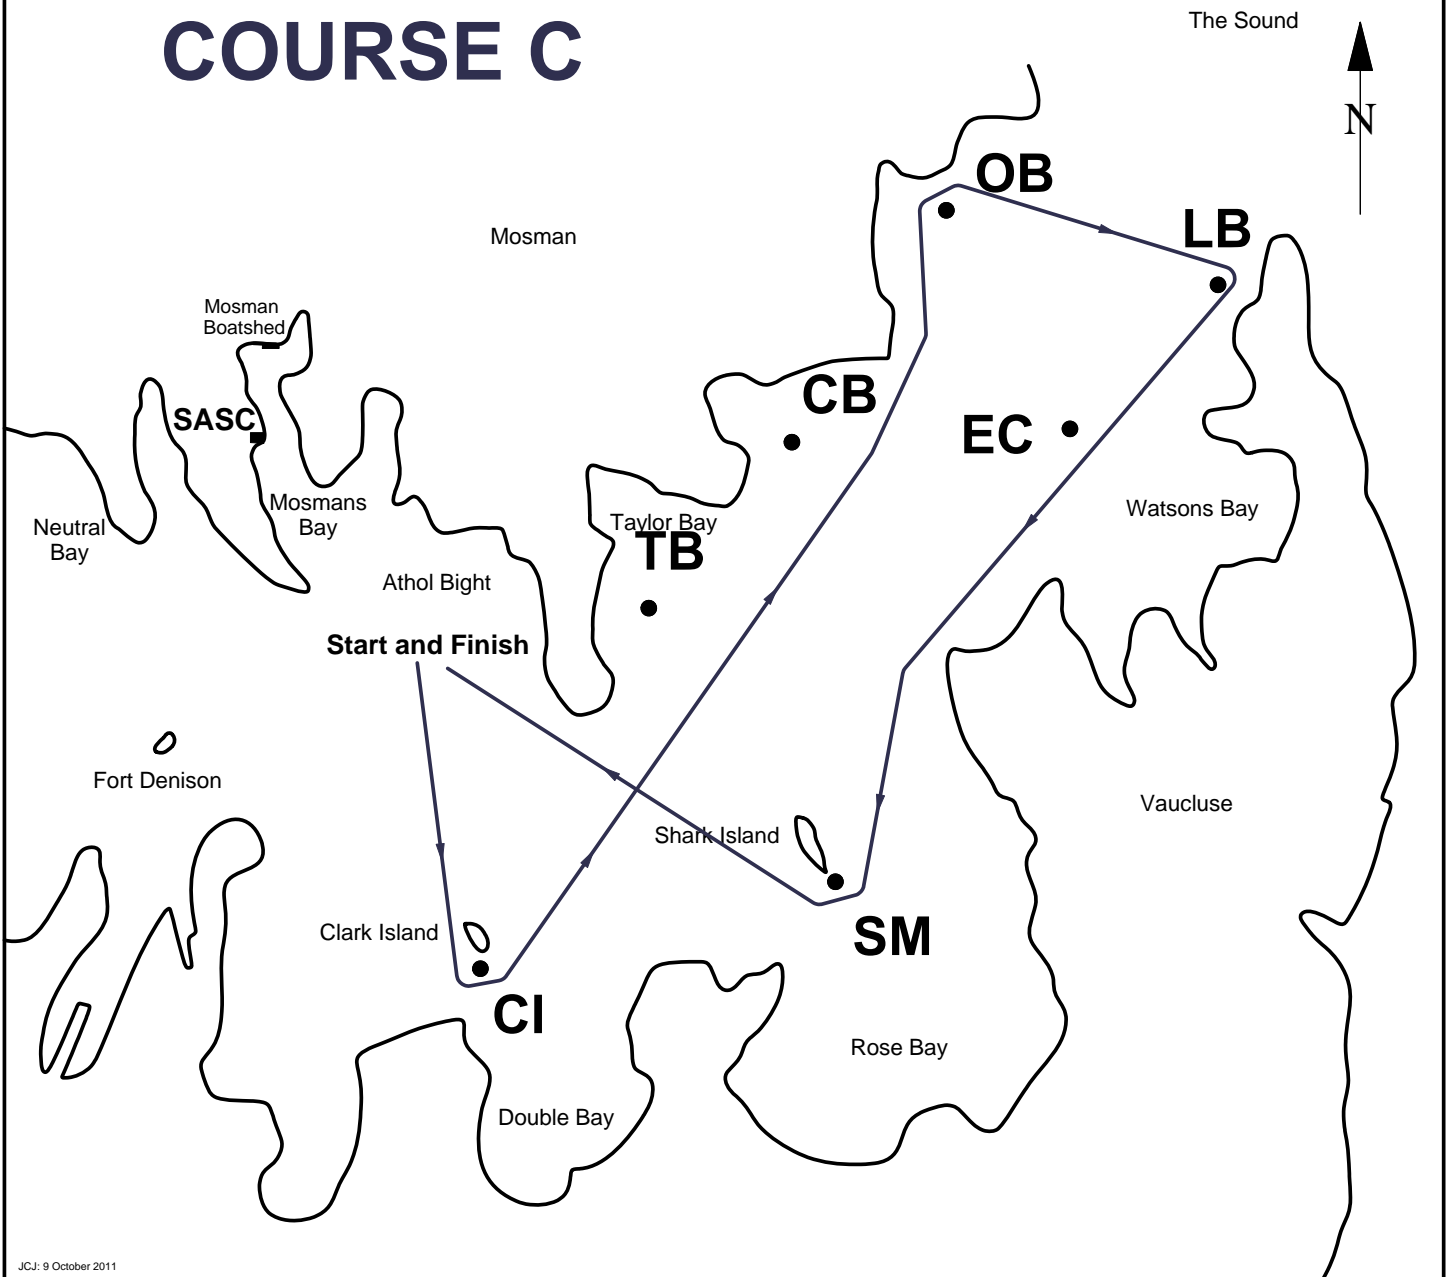 COURSE C
The Sound
N
OB
LB
Mosman
Mosman
Boatshed
CB
SASC
EC
Mosmans
Bay
Neutral
Bay
Taylor Bay
TB
Watsons Bay
Athol Bight
Start and Finish
Fort Denison
Vaucluse
Shark Island
Clark Island
SM
CI
Rose Bay
Double Bay
JCJ: 9 October 2011